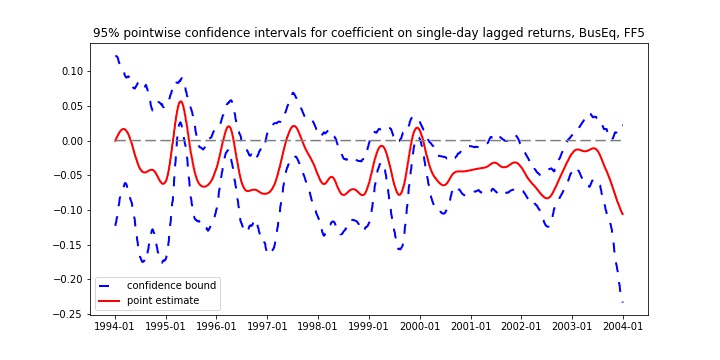 95% pointwise confidence intervals for coefficient on single-day lagged returns, BusEq, FF5
0.10
0.05
0.00
−0.05
−0.10
−0.15
−0.20
−0.25
confidence bound
point estimate
1994-01 1995-01 1996-01 1997-01 1998-01 1999-01 2000-01 2001-01 2002-01 2003-01 2004-01